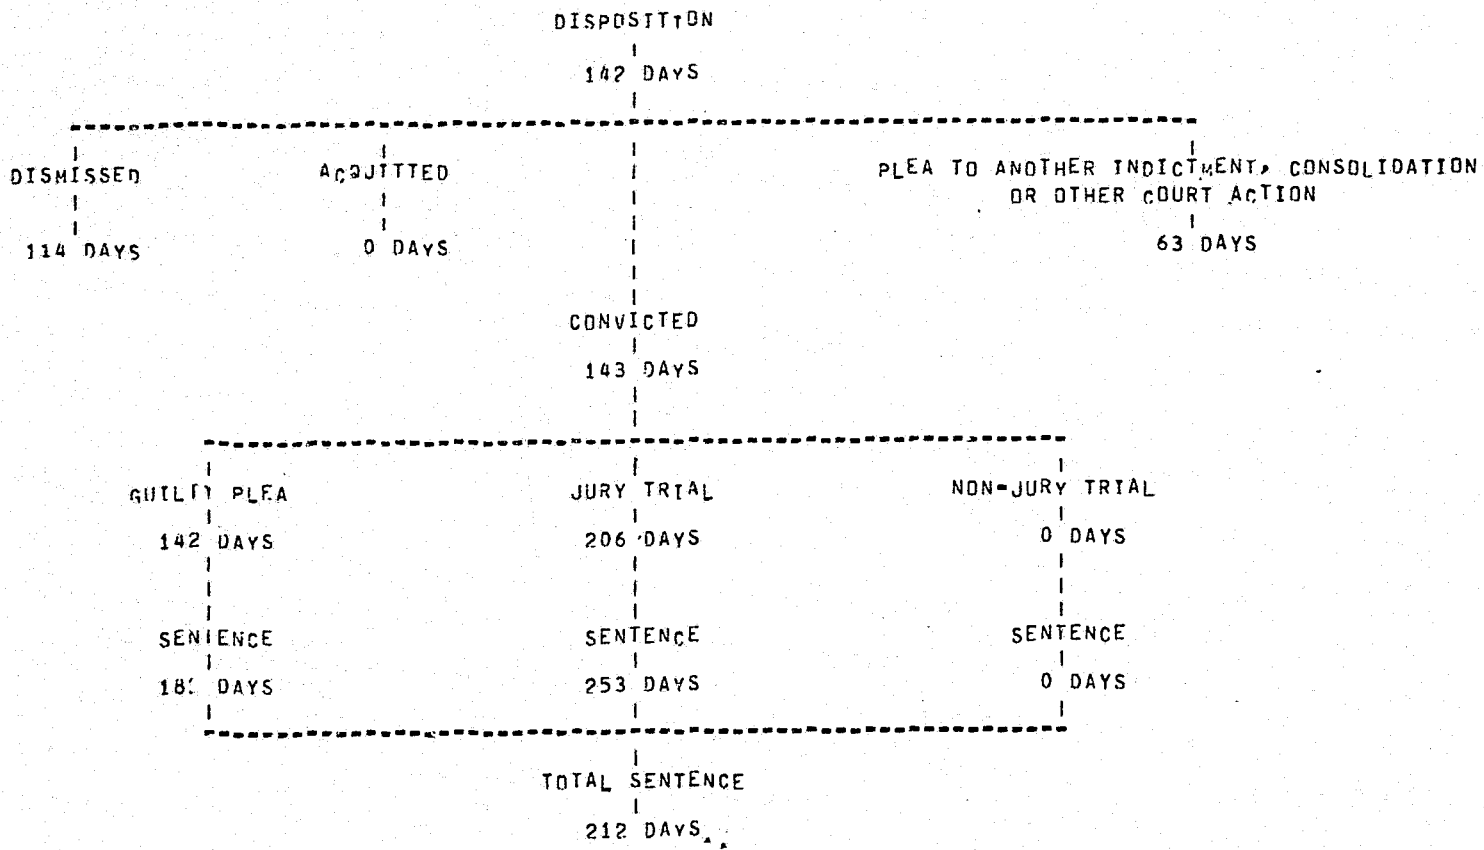 DISPOSITION
142 DAYS
DISMISSED
ACQUITTED
PLEA TO ANOTHER INDICTMENT, CONSOLIDATION
OR OTHER COURT ACTION
114 DAYS
0 DAYS
63 DAYS
CONVICTED
143 DAYS
GUILTY PLEA
JURY TRIAL
NON-JURY TRIAL
142 DAYS
206 DAYS
0 DAYS
SENTENCE
SENTENCE
SENTENCE
DAYS
253 DAYS
0 DAYS
TOTAL SENTENCE
212 DAYS